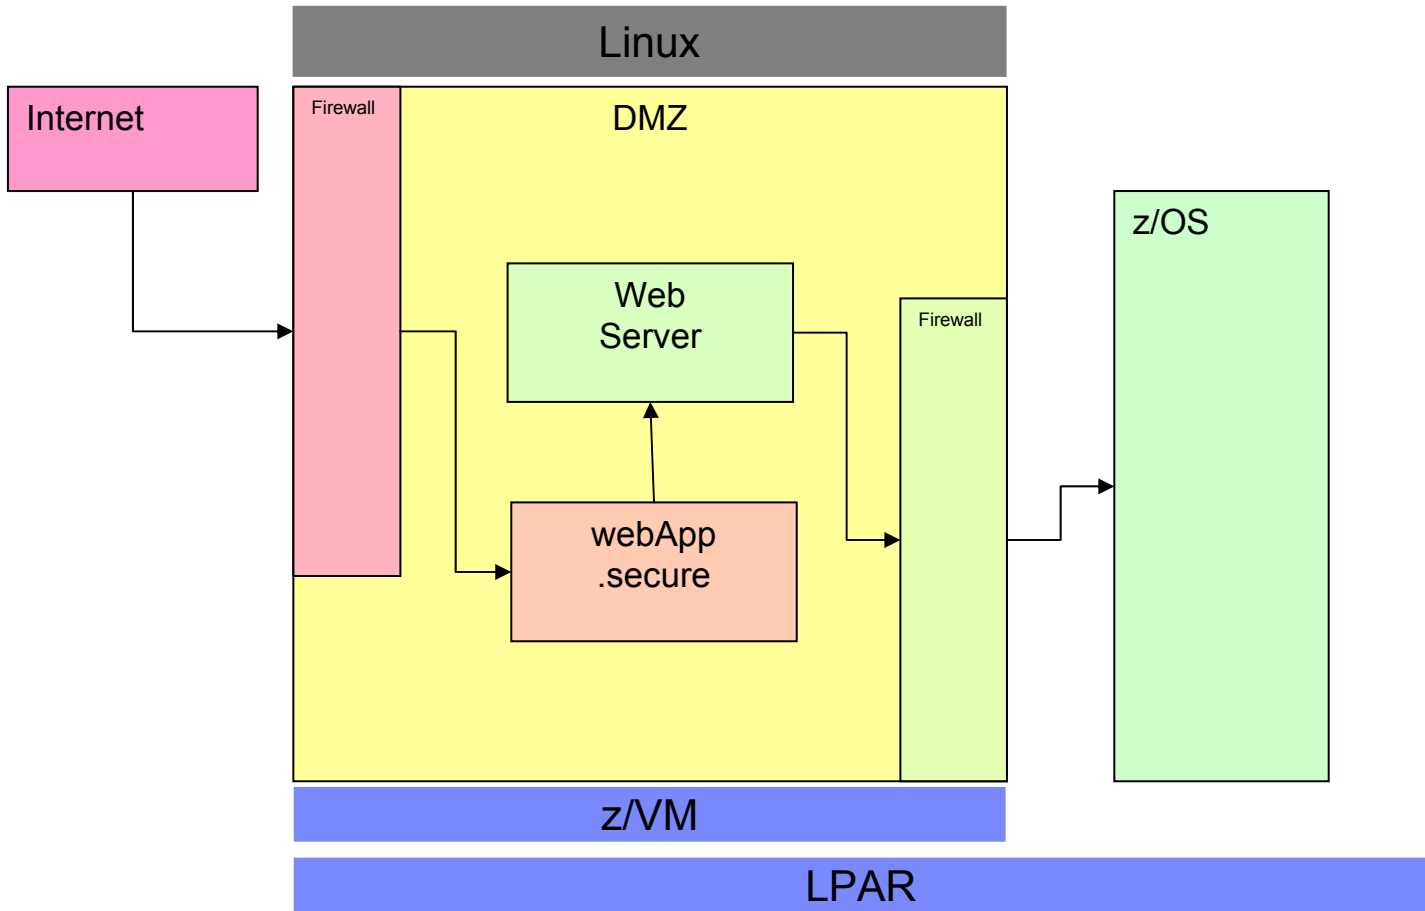 Linux
Internet
Firewall
DMZ
z/OS
Web
Server
Firewall
webApp
.secure
z/VM
LPAR